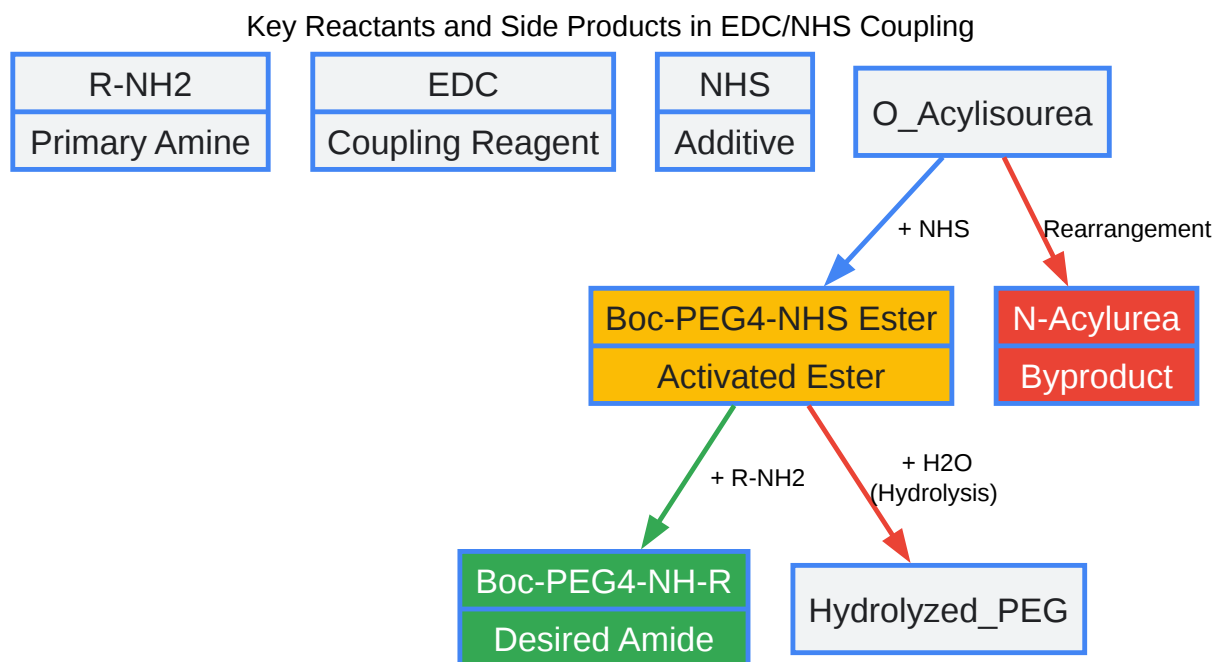 Key Reactants and Side Products in EDC/NHS Coupling
R-NH2
Primary Amine
EDC
Coupling Reagent
NHS
Additive
O_Acylisourea
+ NHS
Rearrangement
Boc-PEG4-NHS Ester
Activated Ester
N-Acylurea
Byproduct
+ R-NH2
+ H2O
(Hydrolysis)
Boc-PEG4-NH-R
Desired Amide
Hydrolyzed_PEG